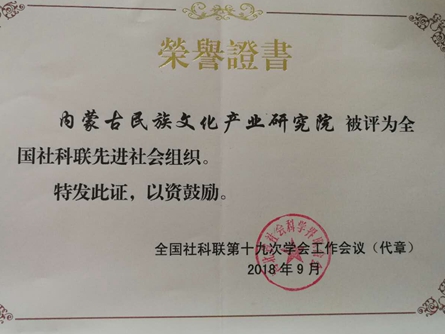 榮譽證書
内蒙古民族文化产业研究院 被评为全
国社科联先进社会组织。
特发此证，以资鼓励。
全国社科联第十九次学会工作会议（代章）
2018年9月